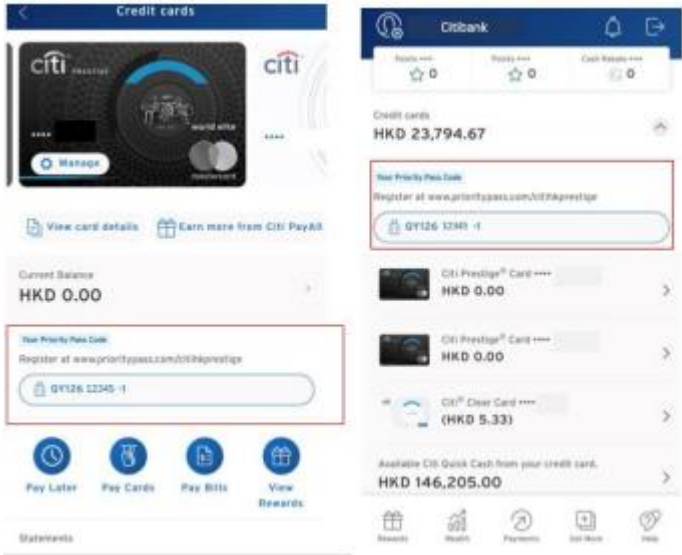 Credit cards
citi PRESTIGE
citi
••••
••••
world elite
Manage
mastercard
View card details
Earn more from Citi PayAll
Current Balance
HKD 0.00
Your Priority Pass Code
Register at www.prioritypass.com/citihkprestige
QY126 12345 -1
Pay Later
Pay Cards
Pay Bills
View Rewards
Statements
Citibank
Points ••••
Points ••••
Cash Rebate ••••
0
0
0
Credit cards
HKD 23,794.67
Your Priority Pass Code
Register at www.prioritypass.com/citihkprestige
QY126 12345 -1
Citi Prestige® Card ••••
HKD 0.00
Citi Prestige® Card ••••
HKD 0.00
Citi® Clear Card ••••
(HKD 5.33)
Available Citi Quick Cash from your credit card.
HKD 146,205.00
Rewards
Wealth
Payments
Get More
Help